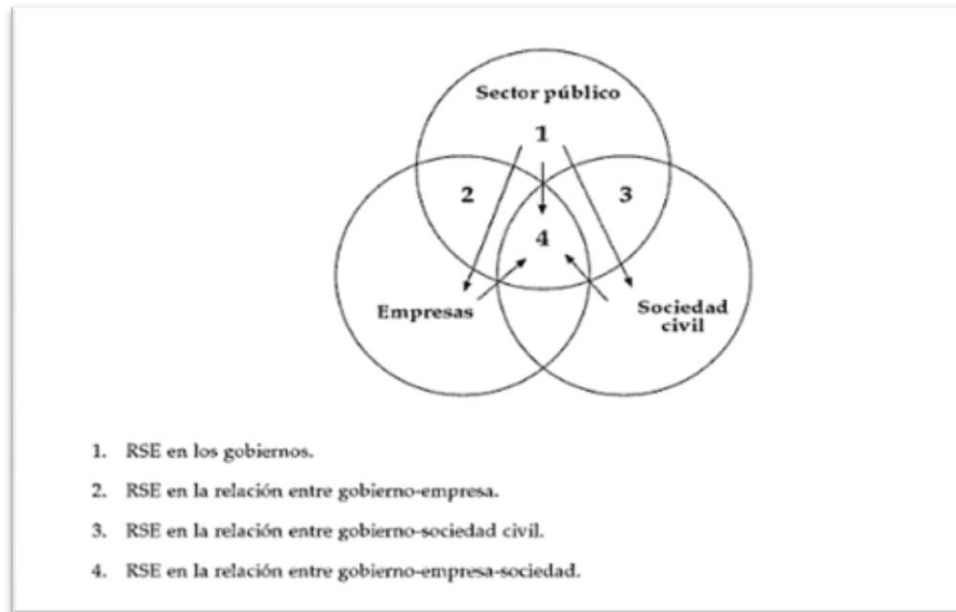 Sector público
1
2
3
4
Empresas
Sociedad
civil
1. RSE en los gobiernos.
2. RSE en la relación entre gobierno-empresa.
3. RSE en la relación entre gobierno-sociedad civil.
4. RSE en la relación entre gobierno-empresa-sociedad.